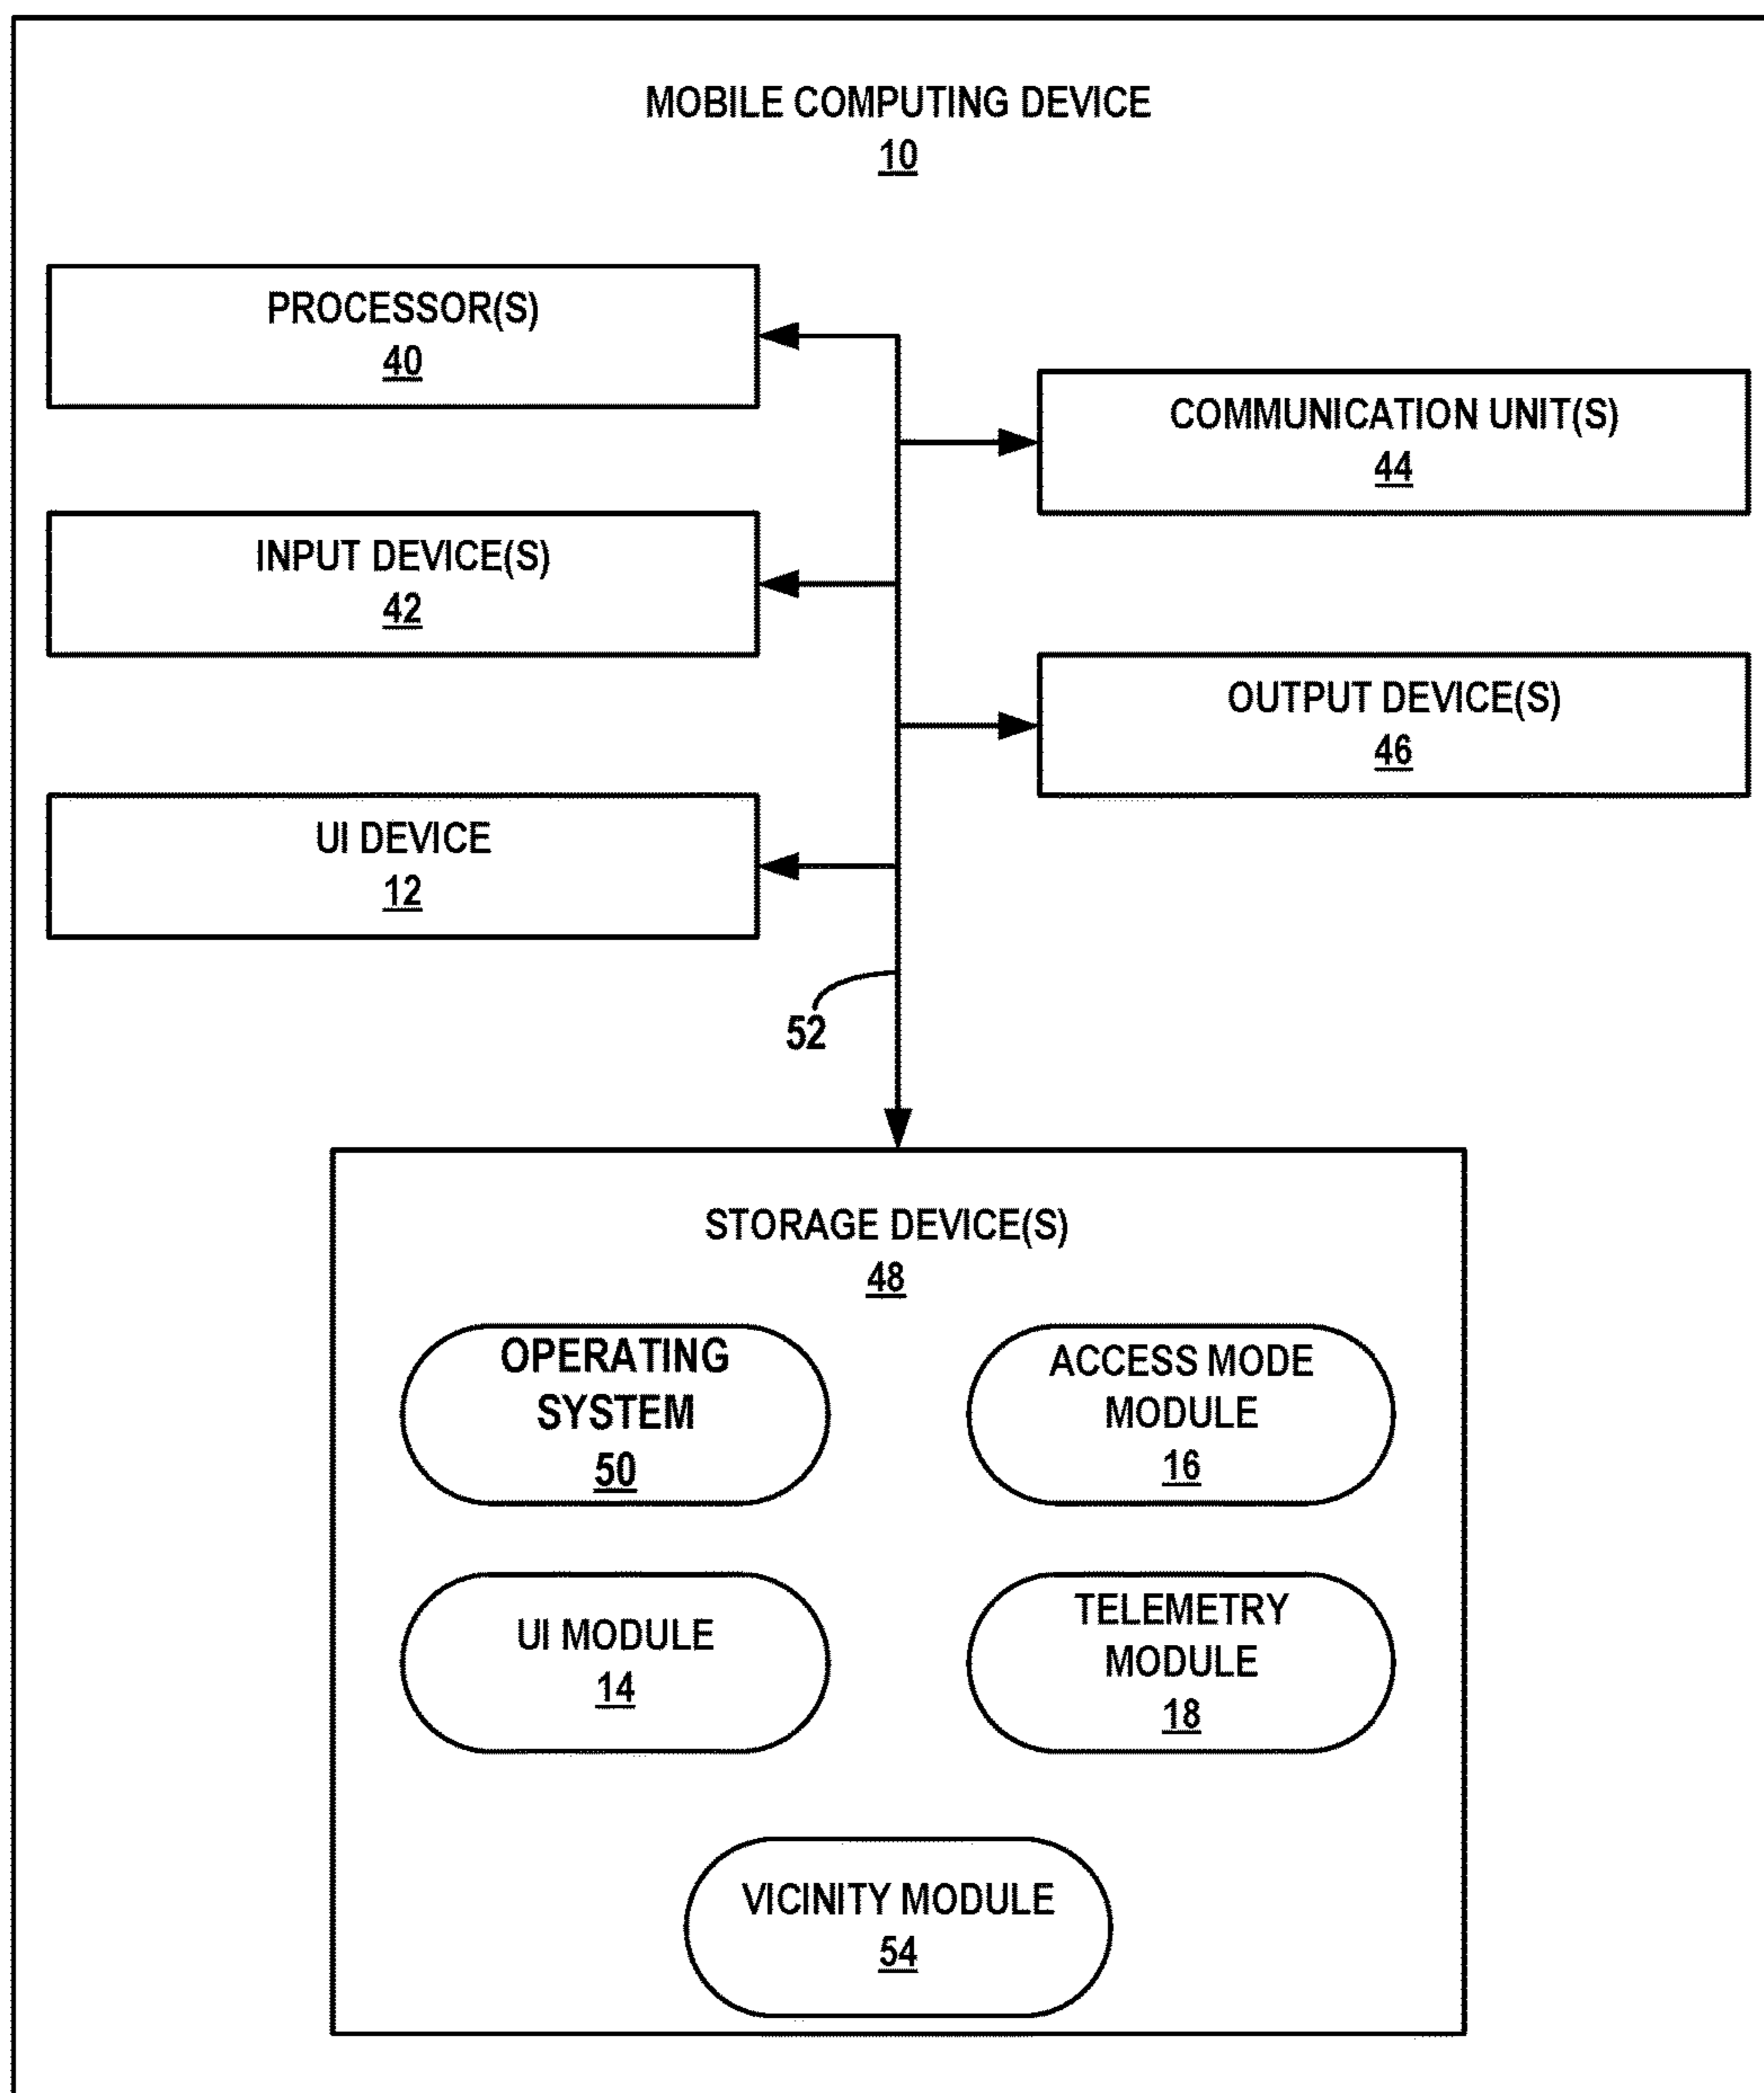 MOBILE COMPUTING DEVICE
10
PROCESSOR(S)
40
COMMUNICATION UNIT(S)
44
INPUT DEVICE(S)
42
OUTPUT DEVICE(S)
46
UI DEVICE
12
52
STORAGE DEVICE(S)
48
OPERATING
SYSTEM
50
ACCESS MODE
MODULE
16
UI MODULE
14
TELEMETRY
MODULE
18
VICINITY MODULE
54